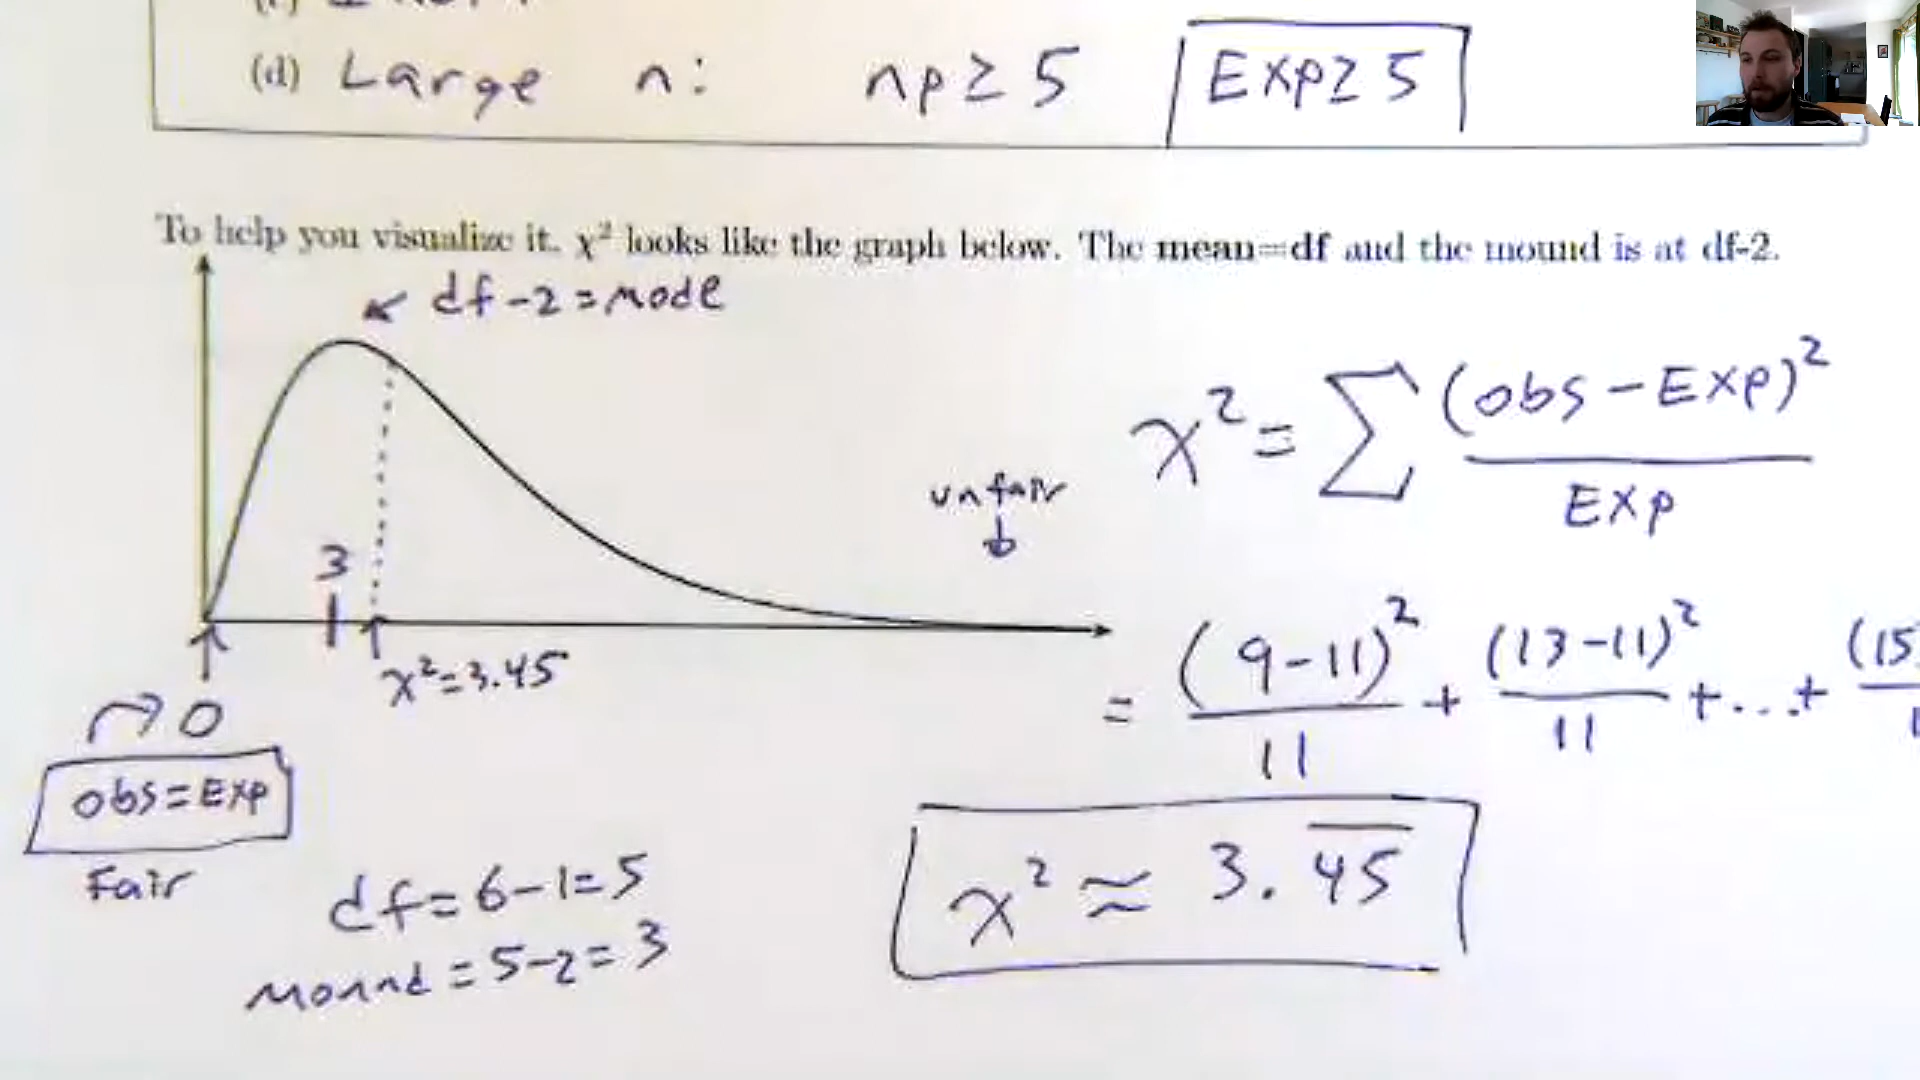 (d) Large n: np ≥ 5 Exp ≥ 5
To help you visualize it. χ² looks like the graph below. The mean=df and the mound is at df-2.
df-2 = mode
χ² = Σ (obs - Exp)² / Exp
unfair
3
χ²=3.45
0
= (9-11)² / 11 + (13-11)² / 11 + ... + (15
obs = Exp
Fair
df = 6-1 = 5
mound = 5-2 = 3
χ² ≈ 3.4̅5̅